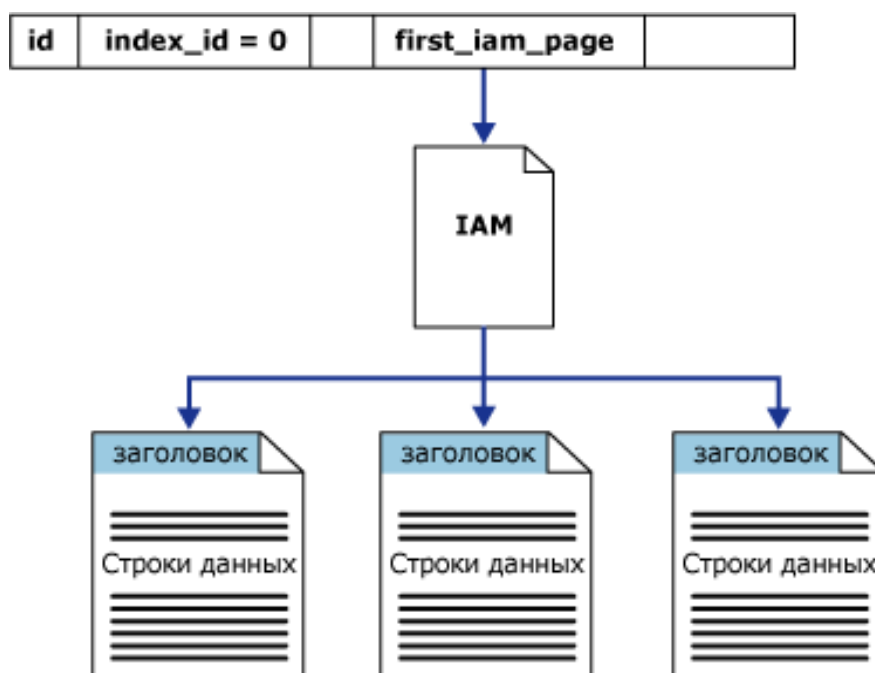 id index_id = 0 first_iam_page
IAM
заголовок заголовок заголовок
Строки данных Строки данных Строки данных